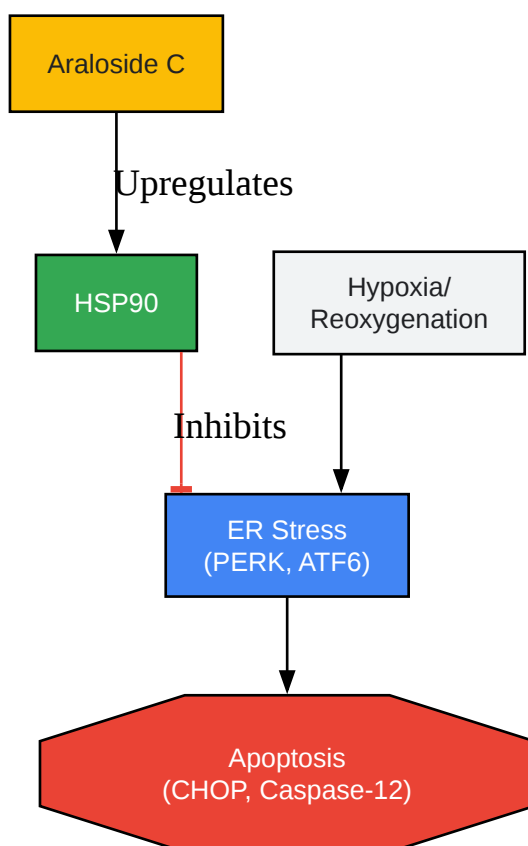 Araloside C
Upregulates
HSP90
Hypoxia/
Reoxygenation
Inhibits
ER Stress
(PERK, ATF6)
Apoptosis
(CHOP, Caspase-12)